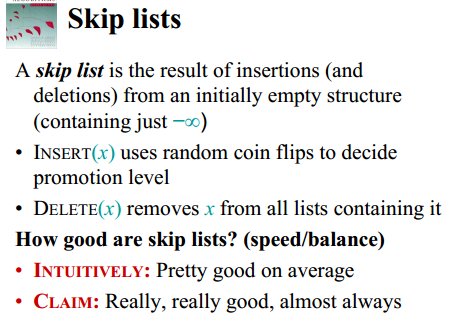 Skip lists
A skip list is the result of insertions (and
deletions) from an initially empty structure
(containing just −∞)
• INSERT(x) uses random coin flips to decide
promotion level
• DELETE(x) removes x from all lists containing it
How good are skip lists? (speed/balance)
• INTUITIVELY: Pretty good on average
• CLAIM: Really, really good, almost always